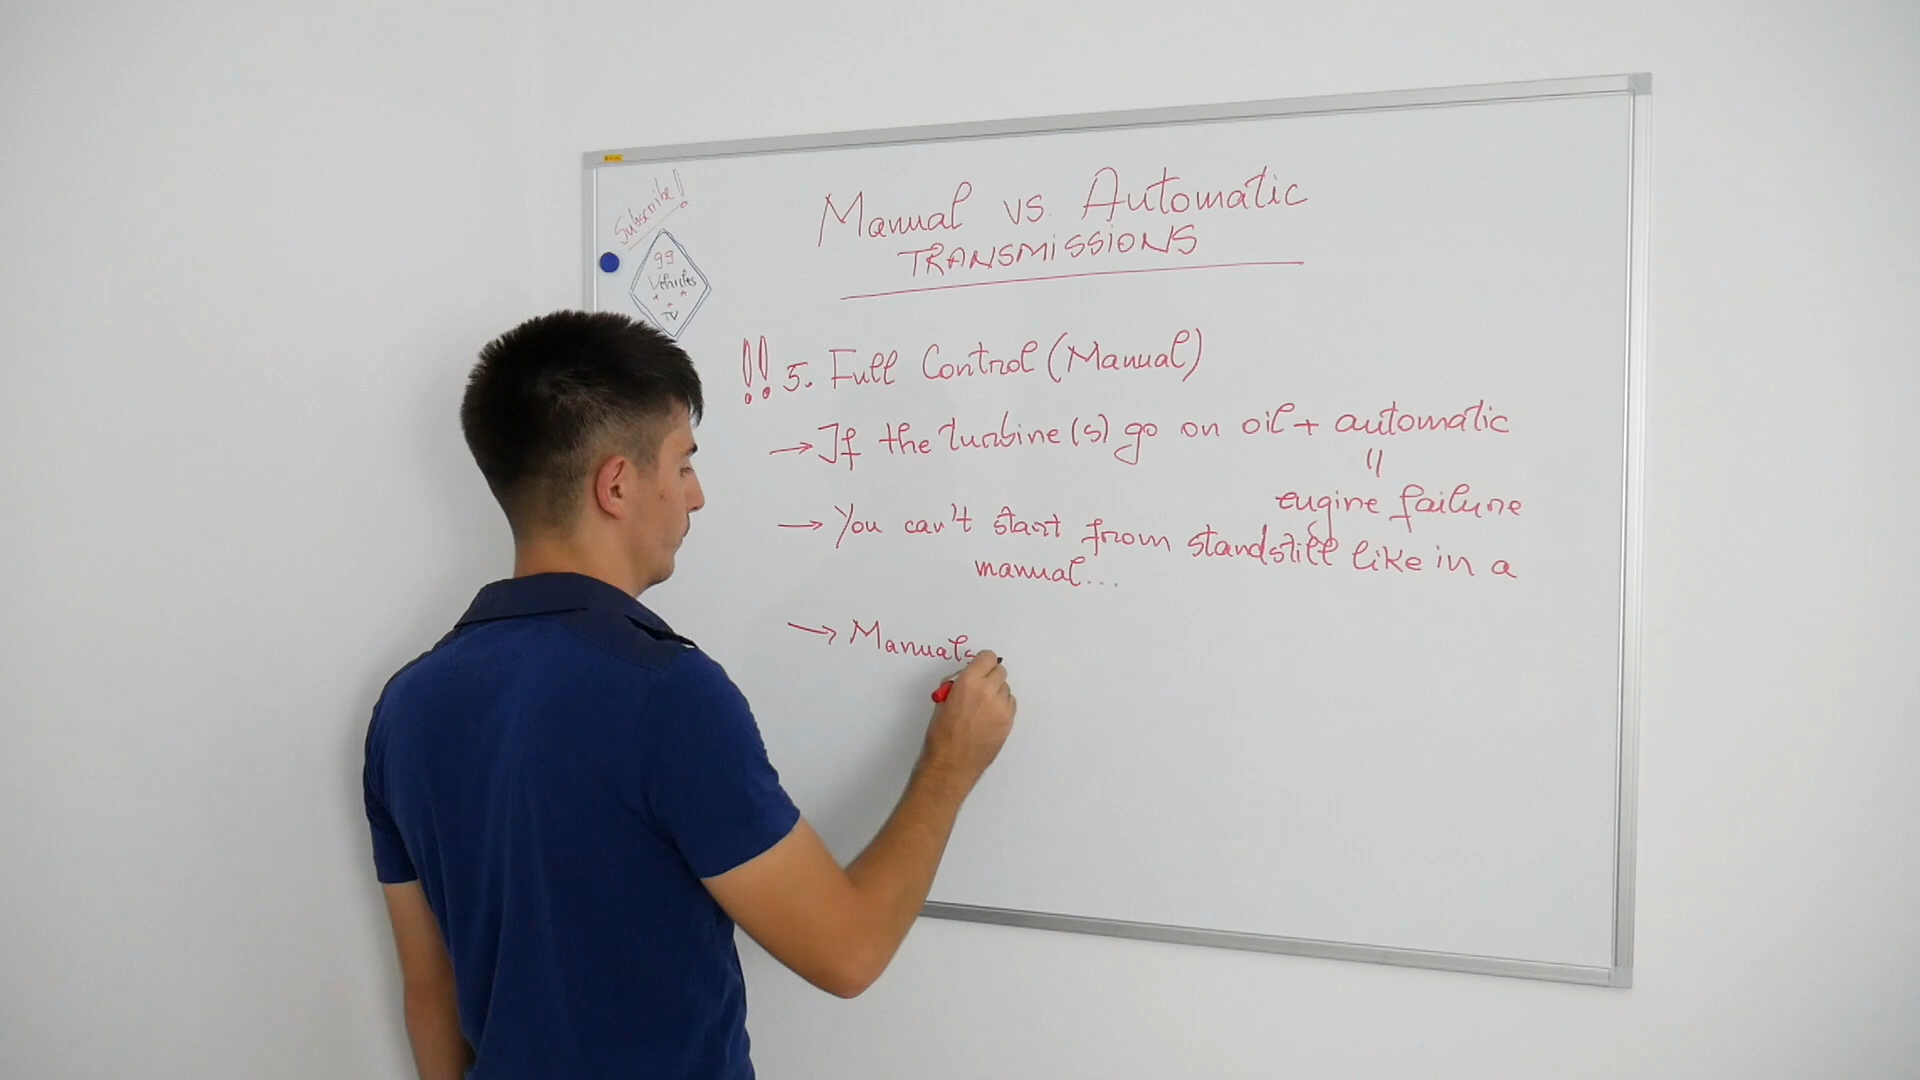 Subscribe!
99
Vehicles
TV
Manual vs Automatic
TRANSMISSIONS
!! 5. Full Control (Manual)
→ If the turbine(s) go on oil + automatic
=
engine failure
→ You can't start from standstill like in a
manual...
→ Manuals